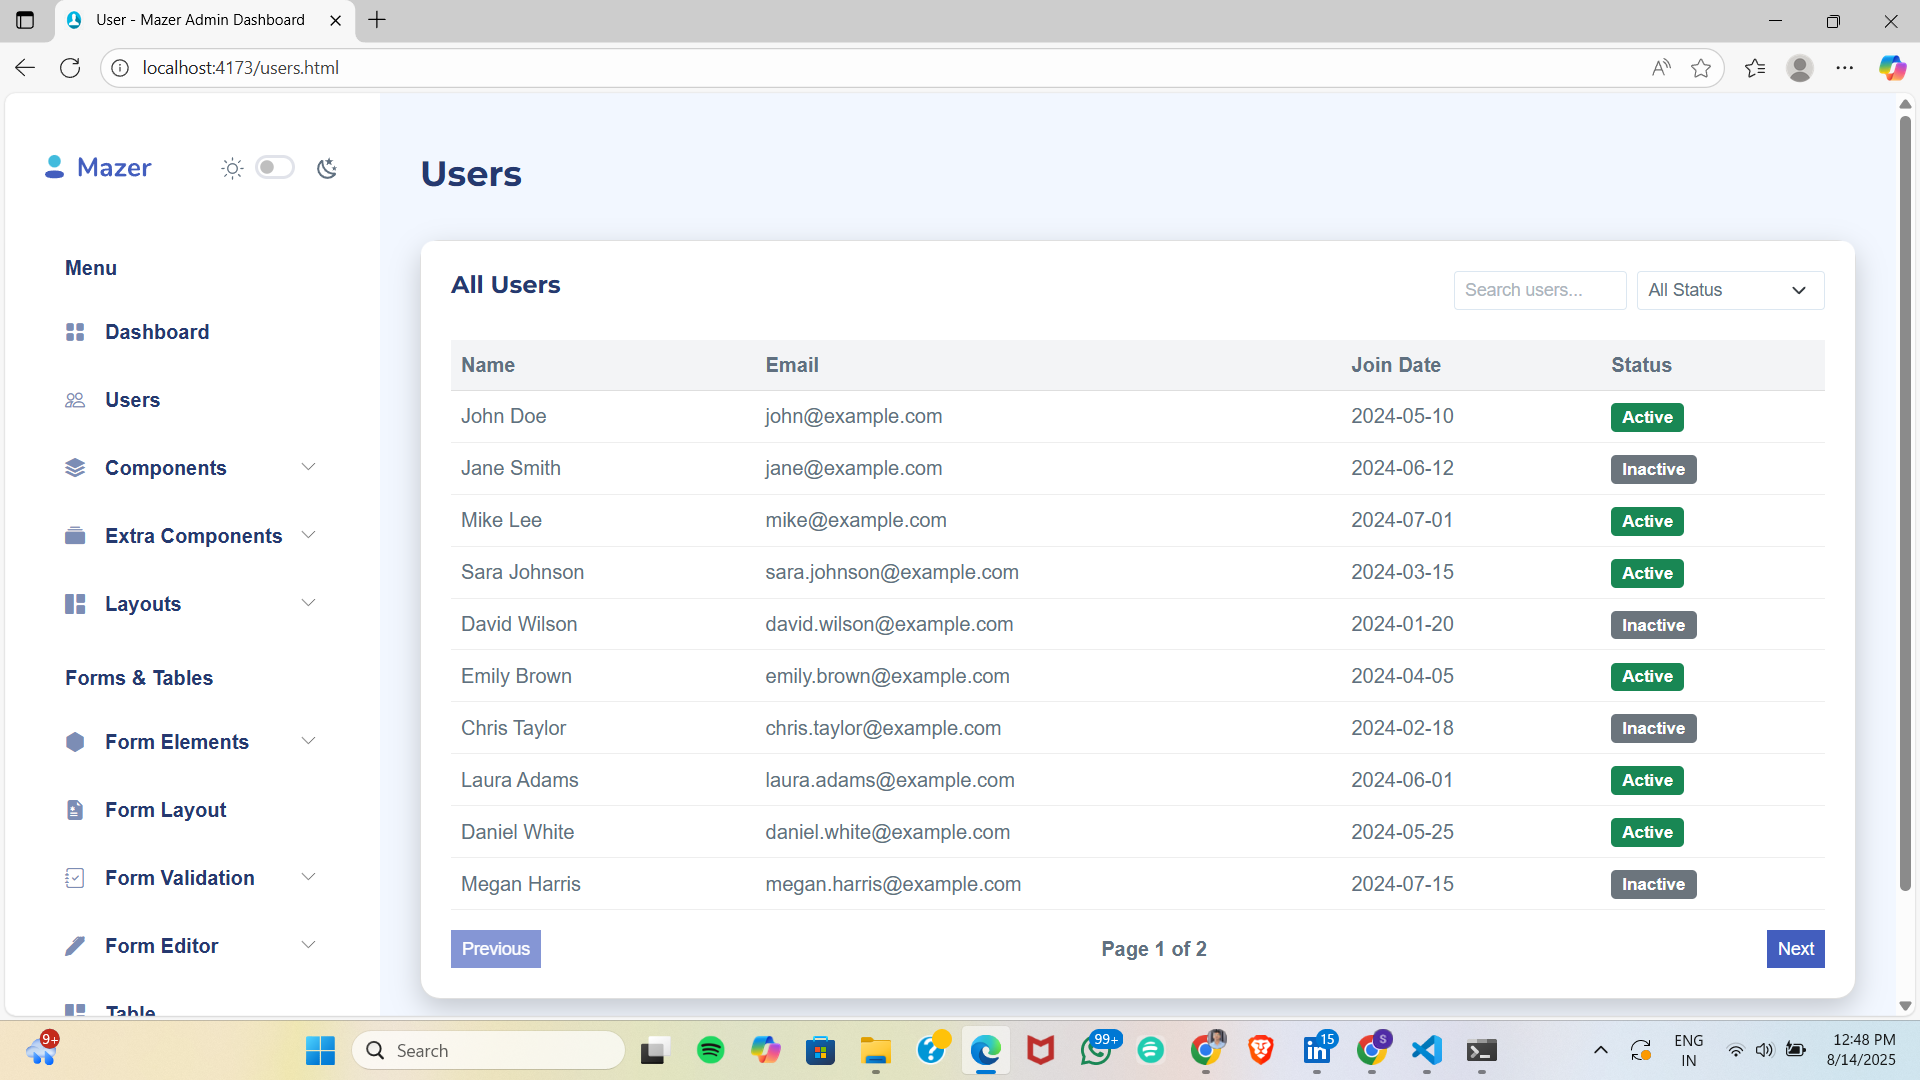 User - Mazer Admin Dashboard
localhost:4173/users.html
Mazer
Users
Menu
Dashboard
Users
Components
Extra Components
Layouts
Forms & Tables
Form Elements
Form Layout
Form Validation
Form Editor
Table
All Users
Search users...
All Status
Name Email Join Date Status
John Doe john@example.com 2024-05-10 Active
Jane Smith jane@example.com 2024-06-12 Inactive
Mike Lee mike@example.com 2024-07-01 Active
Sara Johnson sara.johnson@example.com 2024-03-15 Active
David Wilson david.wilson@example.com 2024-01-20 Inactive
Emily Brown emily.brown@example.com 2024-04-05 Active
Chris Taylor chris.taylor@example.com 2024-02-18 Inactive
Laura Adams laura.adams@example.com 2024-06-01 Active
Daniel White daniel.white@example.com 2024-05-25 Active
Megan Harris megan.harris@example.com 2024-07-15 Inactive
Previous Page 1 of 2 Next
9+
Search
99+
15
S
ENG
IN
12:48 PM
8/14/2025